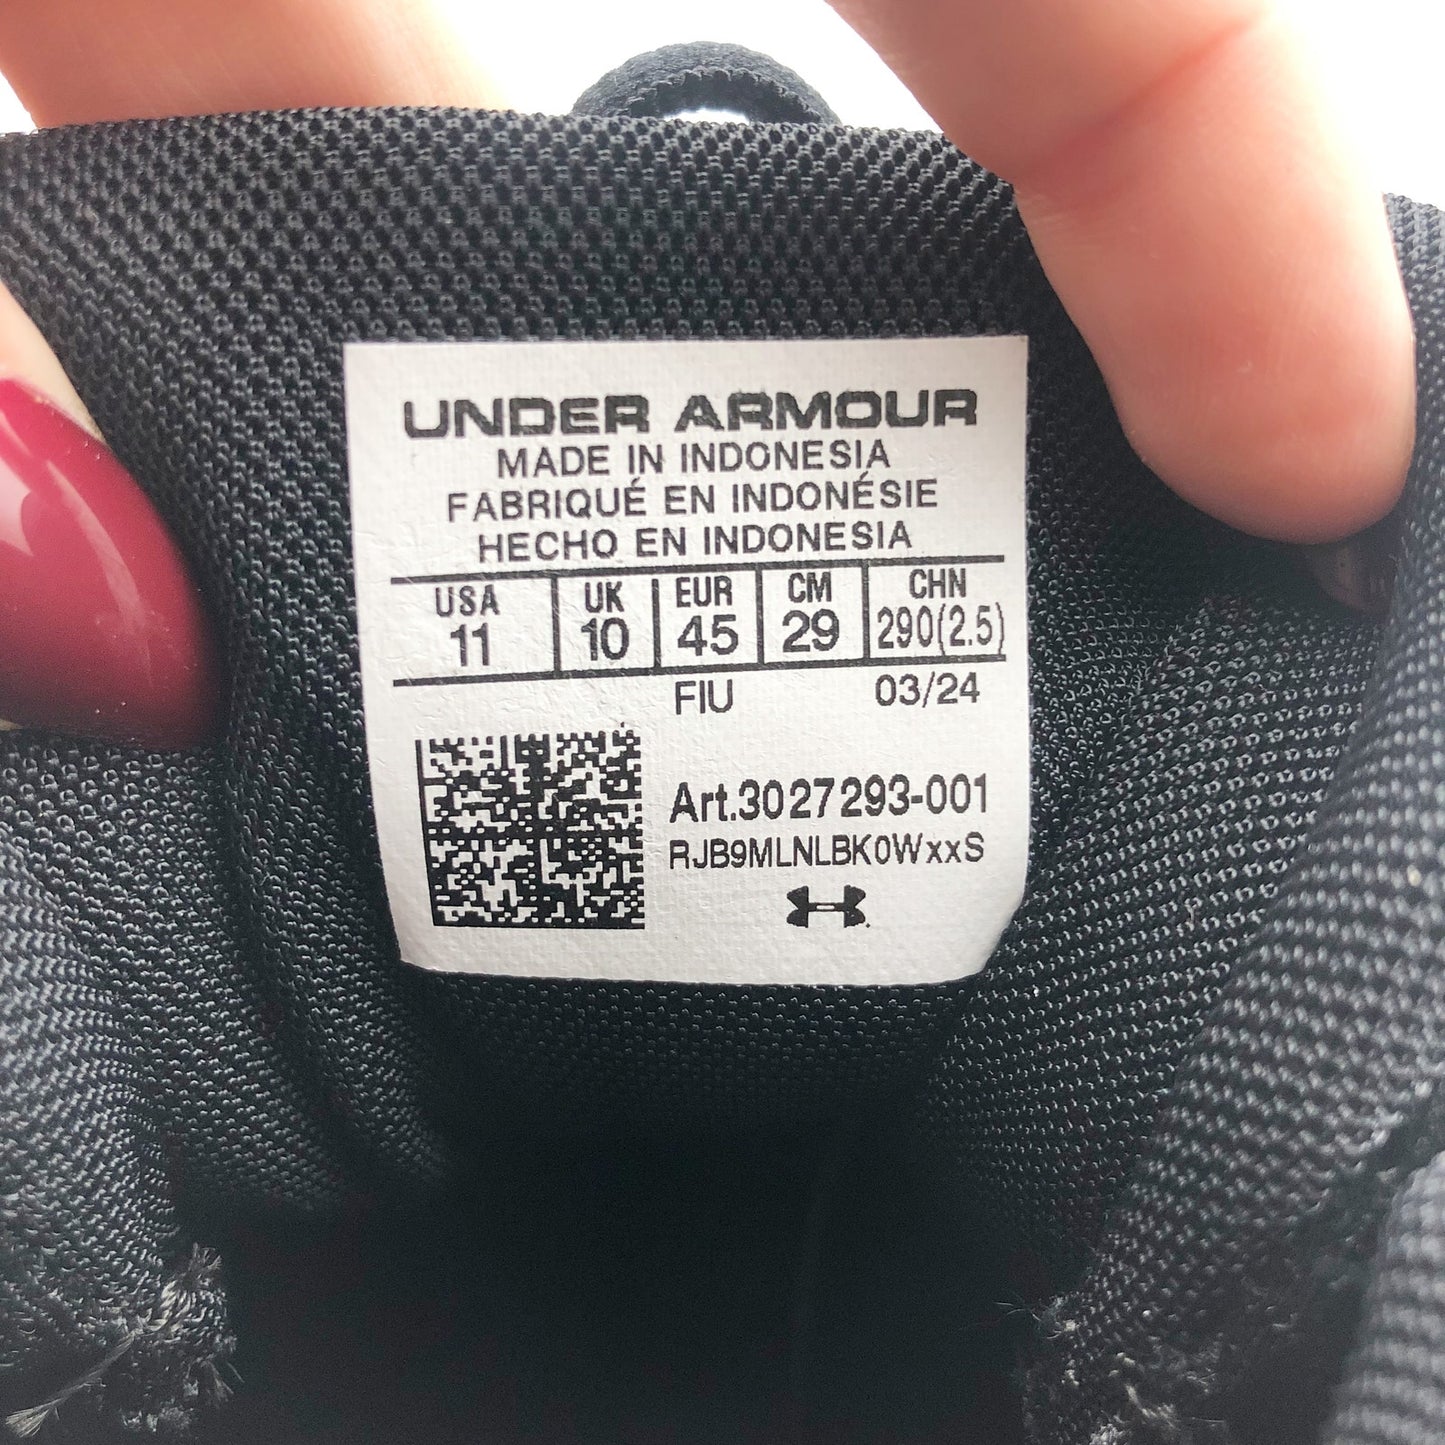 UNDER ARMOUR
MADE IN INDONESIA
FABRIQUÉ EN INDONÉSIE
HECHO EN INDONESIA
USA UK EUR CM CHN
11 10 45 29 290(2.5)
FIU 03/24
Art.3027293-001
RJB9MLNLBK0WxxS